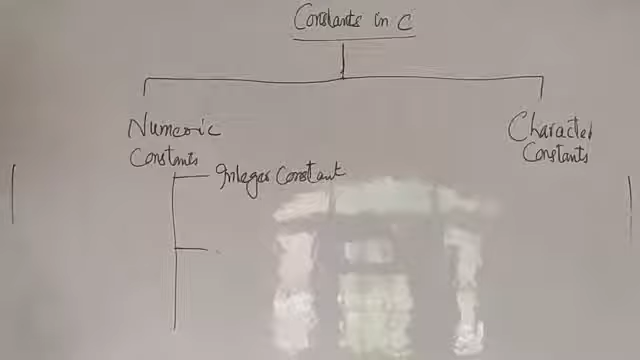 Constants in C
Numeric
Constants
Character
Constants
Integer Constant